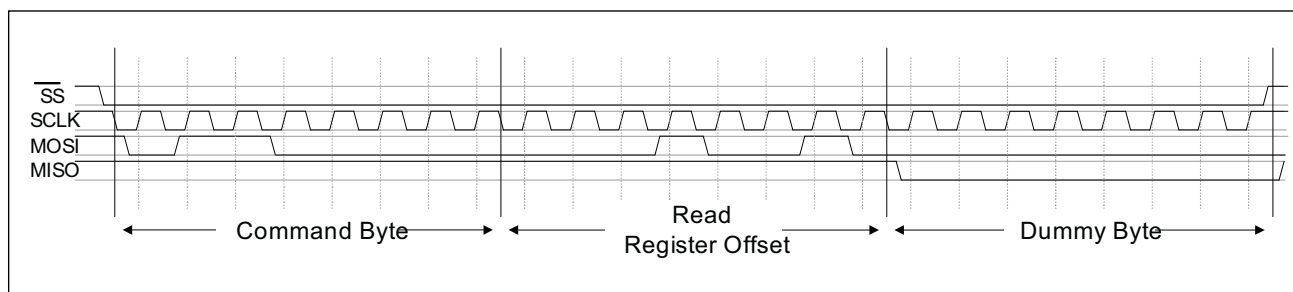 SS
SCLK
MOSI
MISO
Command Byte
Read
Register Offset
Dummy Byte